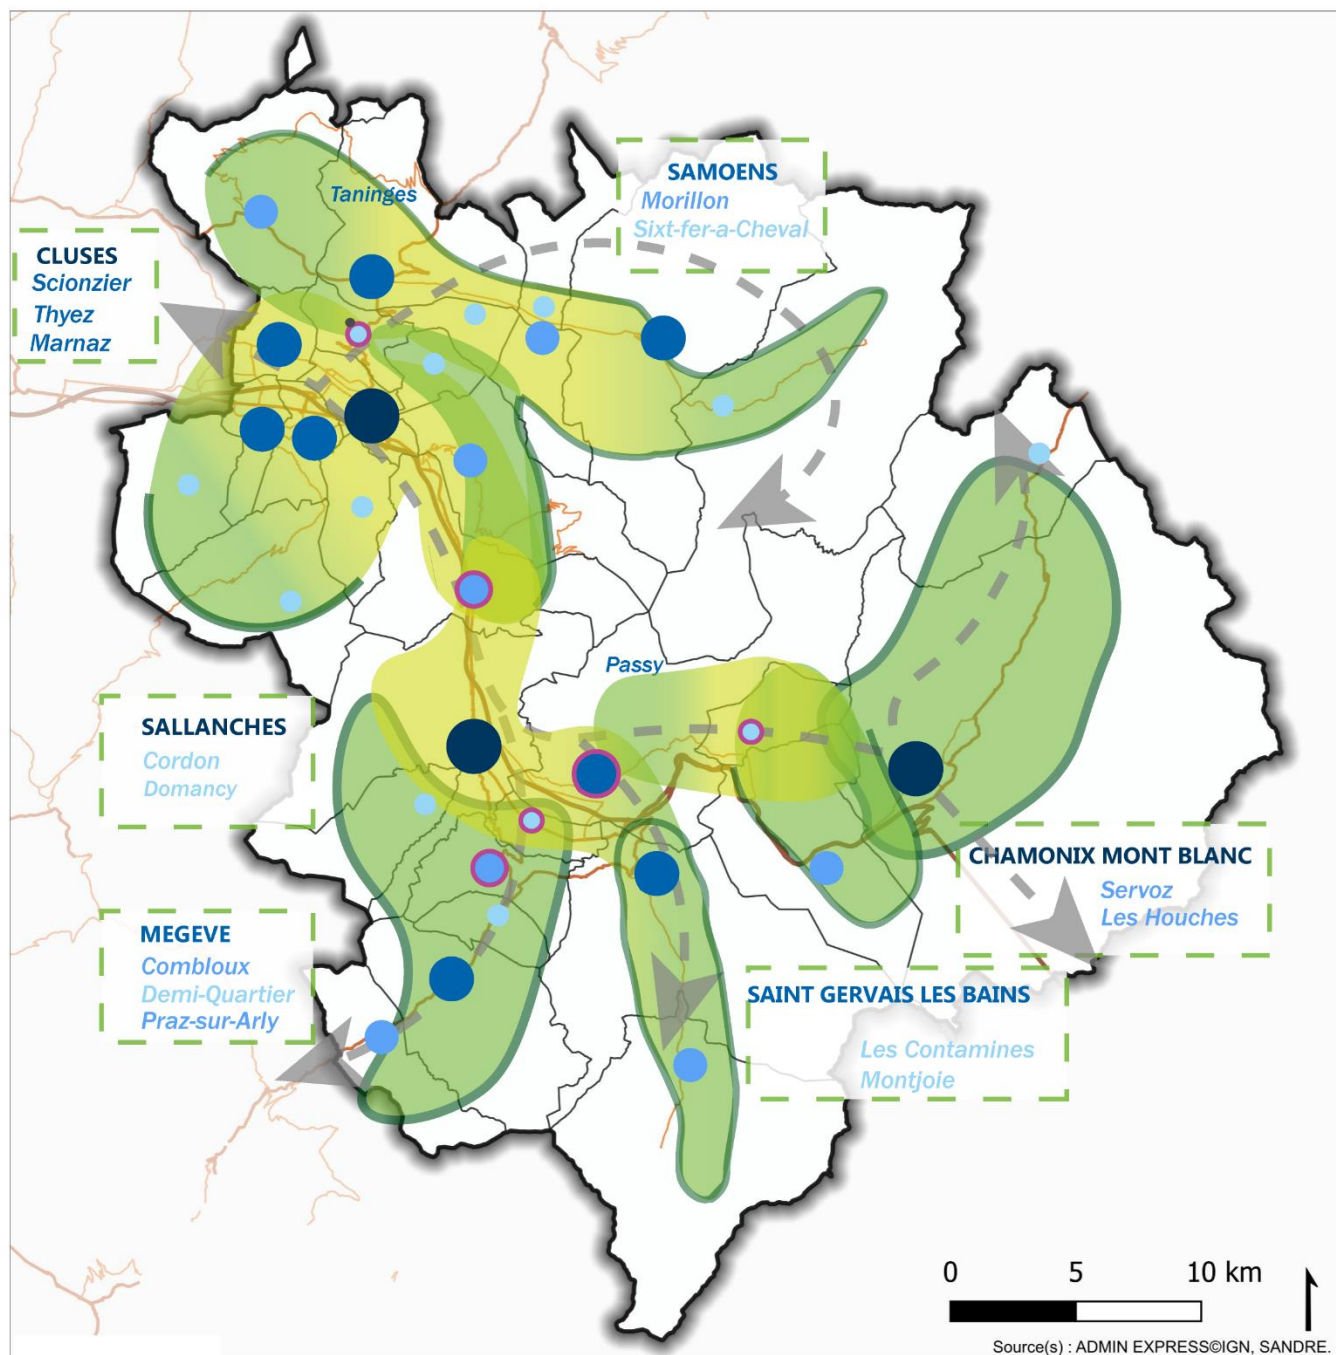 SAMOENS
Morillon
Sixt-fer-a-Cheval
Taninges
CLUSES
Scionzier
Thyez
Marnaz
Passy
SALLANCHES
Cordon
Domancy
CHAMONIX MONT BLANC
Servoz
Les Houches
MEGEVE
Combloux
Demi-Quartier
Praz-sur-Arly
SAINT GERVAIS LES BAINS
Les Contamines
Montjoie
0 5 10 km
Source(s) : ADMIN EXPRESS©IGN, SANDRE.